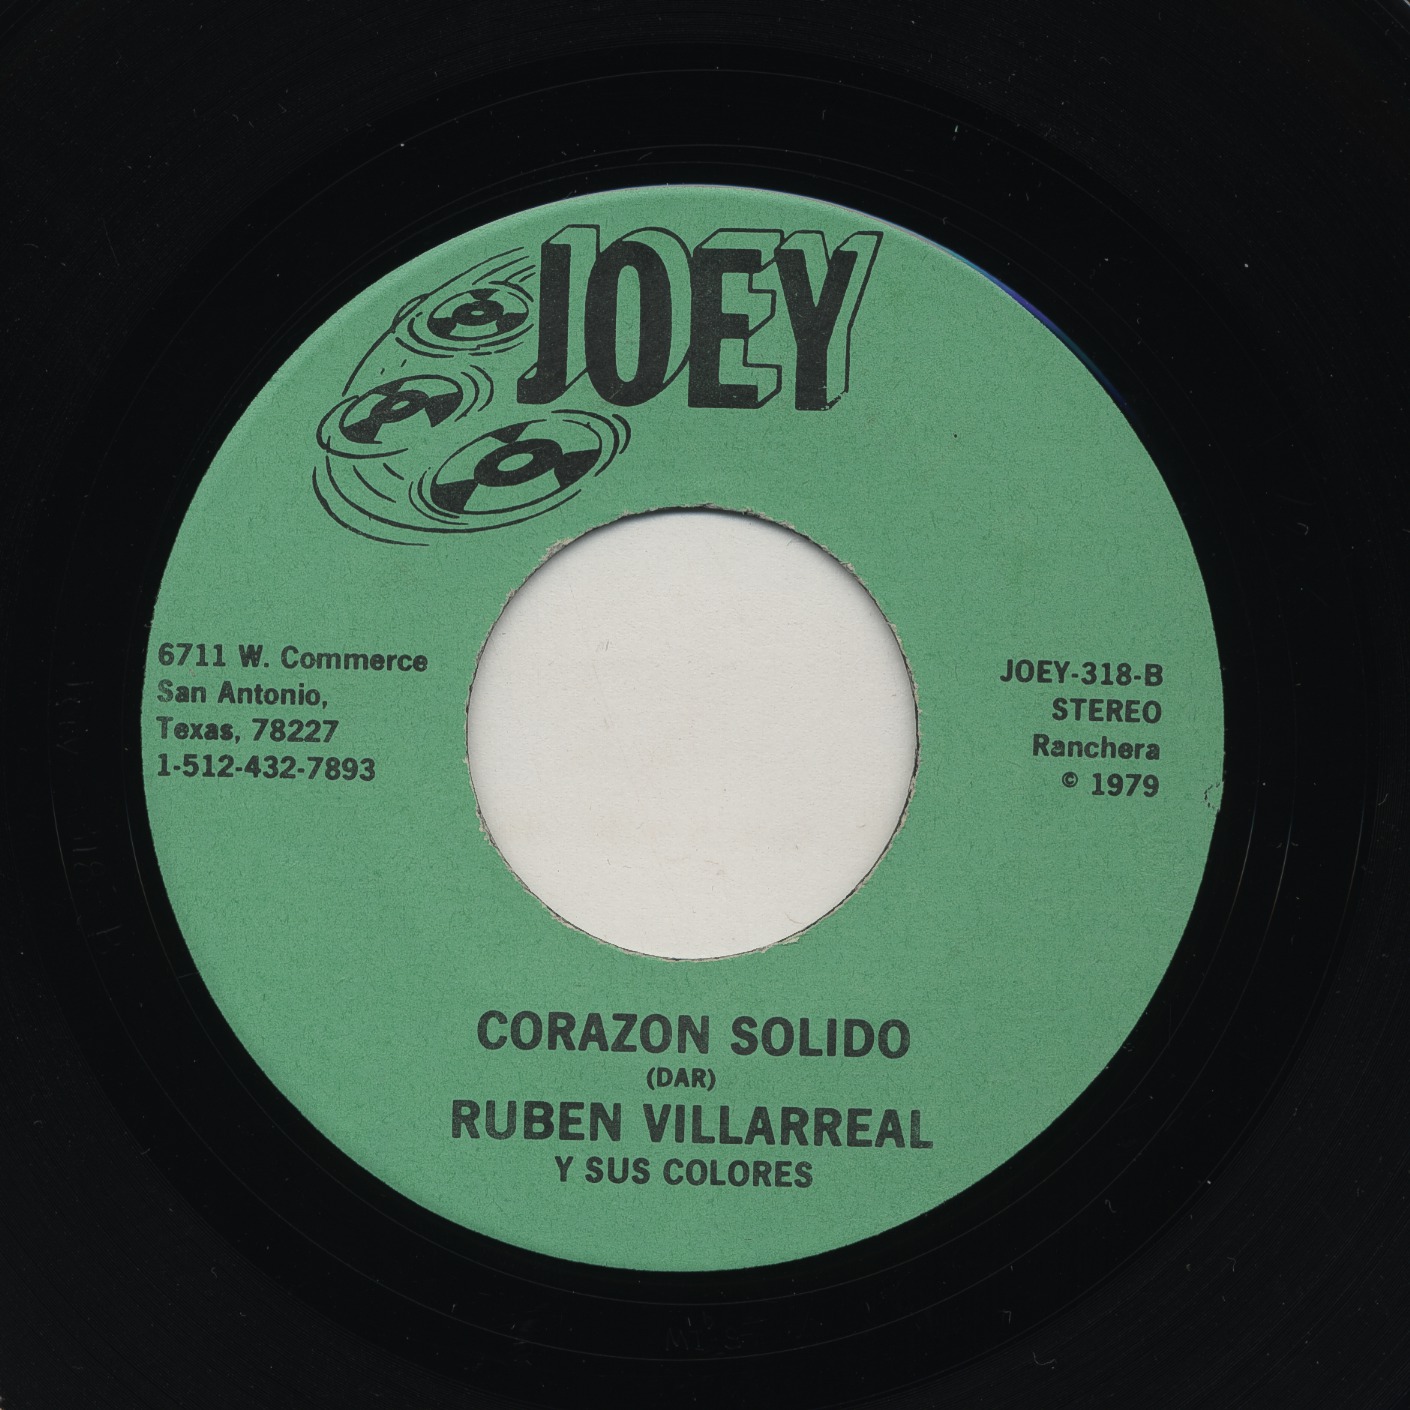 JOEY
6711 W. Commerce
San Antonio,
Texas, 78227
1-512-432-7893
JOEY-318-B
STEREO
Ranchera
© 1979
CORAZON SOLIDO
(DAR)
RUBEN VILLARREAL
Y SUS COLORES